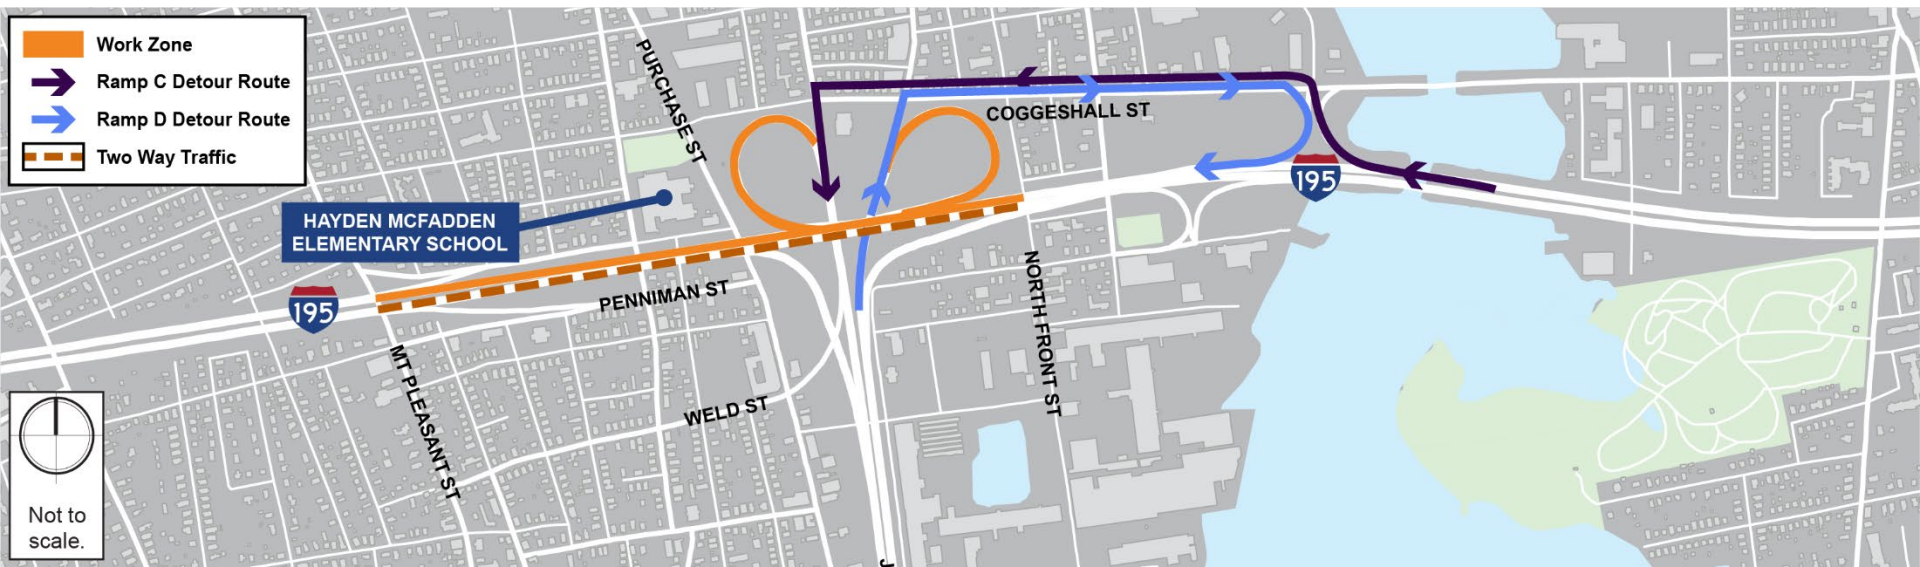 Work Zone
Ramp C Detour Route
Ramp D Detour Route
Two Way Traffic
PURCHASE ST
COGGESHALL ST
195
HAYDEN MCFADDEN
ELEMENTARY SCHOOL
195
PENNIMAN ST
NORTH FRONT ST
MT PLEASANT ST
WELD ST
Not to
scale.
J